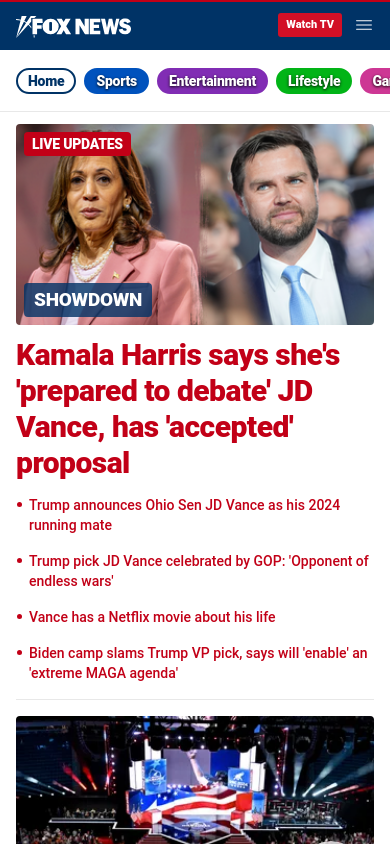 FOX NEWS
Watch TV
Home
Sports
Entertainment
Lifestyle
LIVE UPDATES
SHOWDOWN
Kamala Harris says she's
'prepared to debate' JD
Vance, has 'accepted'
proposal
• Trump announces Ohio Sen JD Vance as his 2024
running mate
• Trump pick JD Vance celebrated by GOP: 'Opponent of
endless wars'
• Vance has a Netflix movie about his life
• Biden camp slams Trump VP pick, says will 'enable' an
'extreme MAGA agenda'